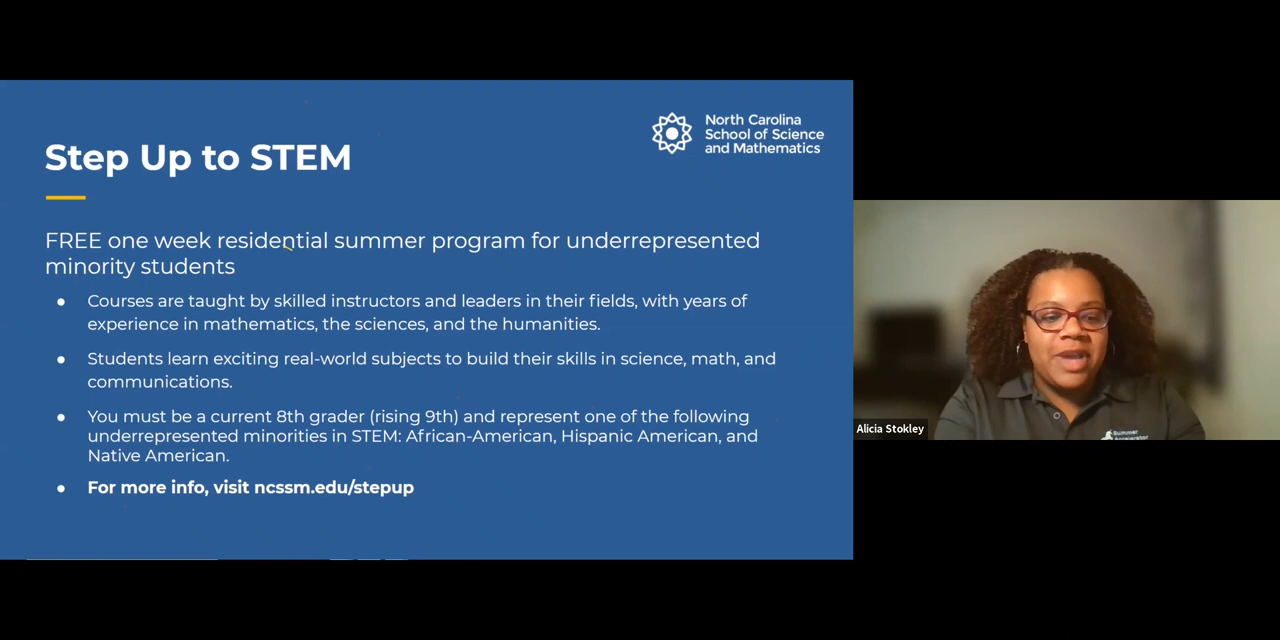 North Carolina
School of Science
and Mathematics
Step Up to STEM
FREE one week residential summer program for underrepresented
minority students
● Courses are taught by skilled instructors and leaders in their fields, with years of
experience in mathematics, the sciences, and the humanities.
● Students learn exciting real-world subjects to build their skills in science, math, and
communications.
● You must be a current 8th grader (rising 9th) and represent one of the following
underrepresented minorities in STEM: African-American, Hispanic American, and
Native American.
● For more info, visit ncssm.edu/stepup
Alicia Stokley
Summer
Accelerator